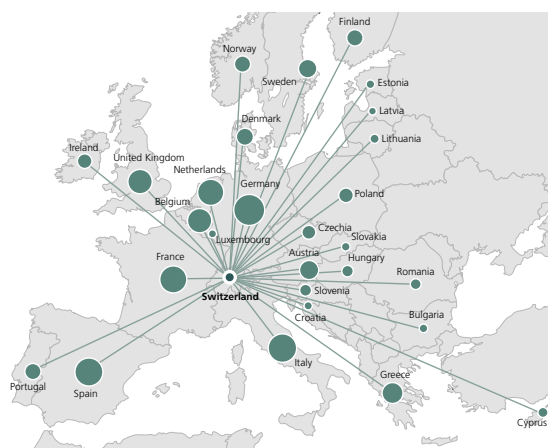 Finland
Norway
Sweden
Estonia
Latvia
Denmark
Lithuania
Ireland
United Kingdom
Netherlands
Germany
Poland
Belgium
Czechia
Luxembourg
Slovakia
Austria
Hungary
France
Romania
Switzerland
Slovenia
Croatia
Bulgaria
Italy
Greece
Portugal
Spain
Cyprus